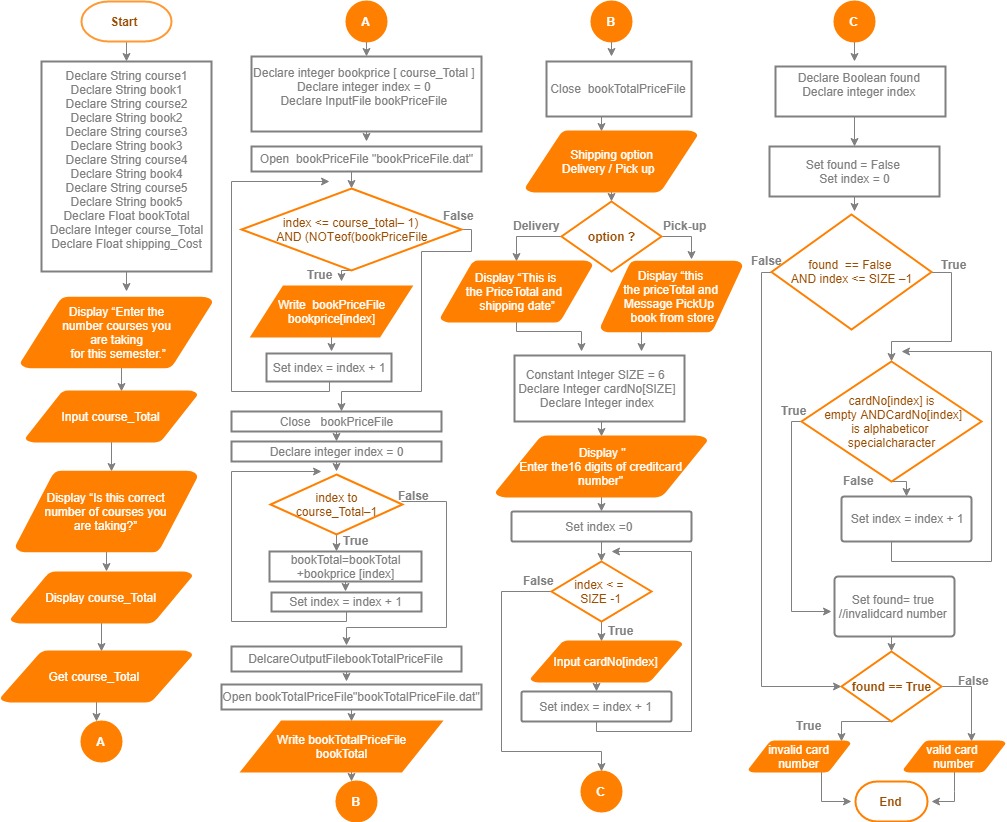 Start
Declare String course1
Declare String book1
Declare String course2
Declare String book2
Declare String course3
Declare String book3
Declare String course4
Declare String book4
Declare String course5
Declare String book5
Declare Float bookTotal
Declare Integer course_Total
Declare Float shipping_Cost
Display “Enter the
number courses you
are taking
for this semester.”
Input course_Total
Display “Is this correct
number of courses you
are taking?”
Display course_Total
Get course_Total
A
A
Declare integer bookprice [ course_Total ]
Declare integer index = 0
Declare InputFile bookPriceFile
Open bookPriceFile "bookPriceFile.dat"
index <= course_total– 1)
AND (NOTeof(bookPriceFile
False
True
Write bookPriceFile
bookprice[index]
Set index = index + 1
Close bookPriceFile
Declare integer index = 0
index to
course_Total–1
False
True
bookTotal=bookTotal
+bookprice [index]
Set index = index + 1
DelcareOutputFilebookTotalPriceFile
Open bookTotalPriceFile"bookTotalPriceFile.dat"
Write bookTotalPriceFile
bookTotal
B
B
Close bookTotalPriceFile
Shipping option
Delivery / Pick up
option ?
Delivery
Pick-up
Display “This is
the PriceTotal and
shipping date”
Display “this
the priceTotal and
Message PickUp
book from store
Constant Integer SIZE = 6
Declare Integer cardNo[SIZE]
Declare Integer index
Display "
Enter the16 digits of creditcard
number"
Set index =0
index < =
SIZE -1
False
True
Input cardNo[index]
Set index = index + 1
C
C
Declare Boolean found
Declare integer index
Set found = False
Set index = 0
found == False
AND index <= SIZE –1
False
True
cardNo[index] is
empty ANDCardNo[index]
is alphabeticor
specialcharacter
True
False
Set index = index + 1
Set found= true
//invalidcard number
found == True
False
True
invalid card
number
valid card
number
End